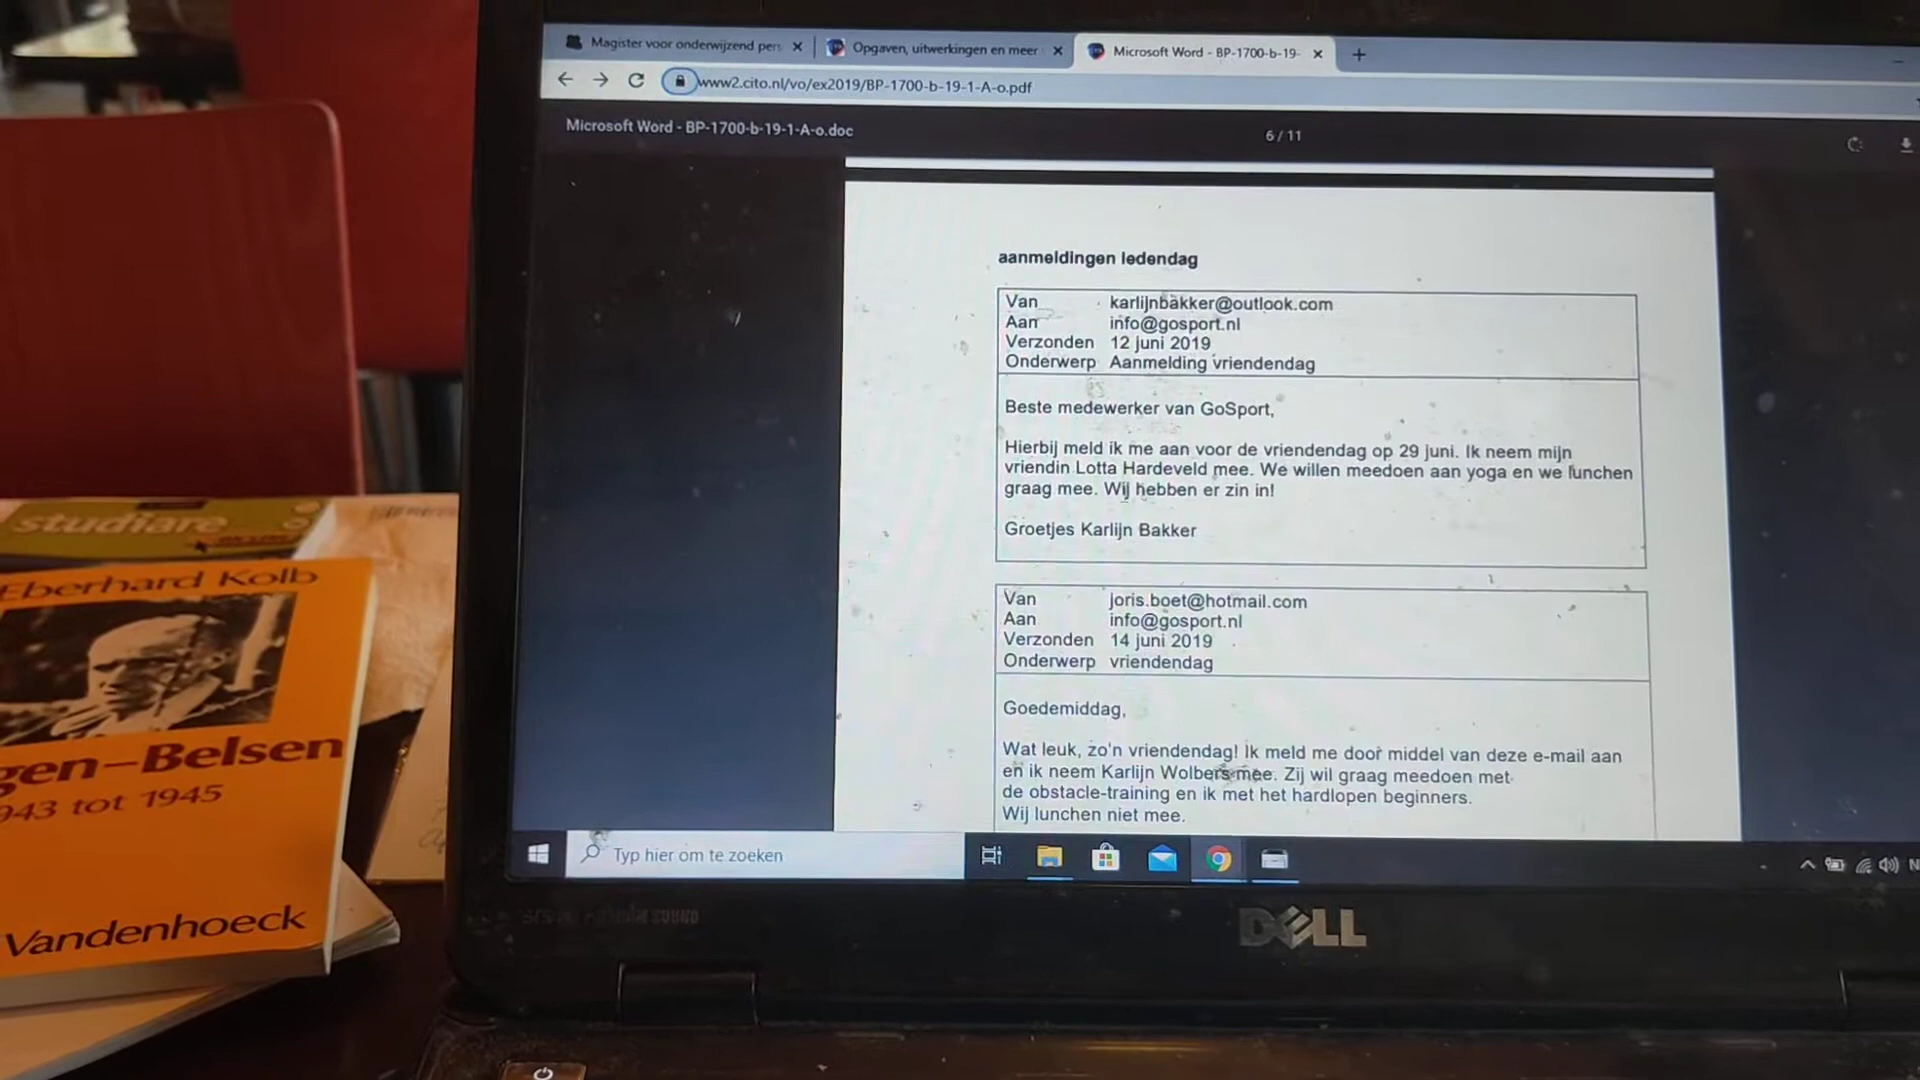 Magister voor onderwijzend pers
Opgaven, uitwerkingen en meer
Microsoft Word - BP-1700-b-19-
www2.cito.nl/vo/ex2019/BP-1700-b-19-1-A-o.pdf
Microsoft Word - BP-1700-b-19-1-A-o.doc
6 / 11
aanmeldingen ledendag
Van karlijnbakker@outlook.com
Aan info@gosport.nl
Verzonden 12 juni 2019
Onderwerp Aanmelding vriendendag
Beste medewerker van GoSport,
Hierbij meld ik me aan voor de vriendendag op 29 juni. Ik neem mijn
vriendin Lotta Hardeveld mee. We willen meedoen aan yoga en we lunchen
graag mee. Wij hebben er zin in!
Groetjes Karlijn Bakker
Van joris.boet@hotmail.com
Aan info@gosport.nl
Verzonden 14 juni 2019
Onderwerp vriendendag
Goedemiddag,
Wat leuk, zo'n vriendendag! Ik meld me door middel van deze e-mail aan
en ik neem Karlijn Wolbers mee. Zij wil graag meedoen met
de obstacle-training en ik met het hardlopen beginners.
Wij lunchen niet mee.
Typ hier om te zoeken
DELL
studiare
Eberhard Kolb
gen-Belsen
943 tot 1945
Vandenhoeck